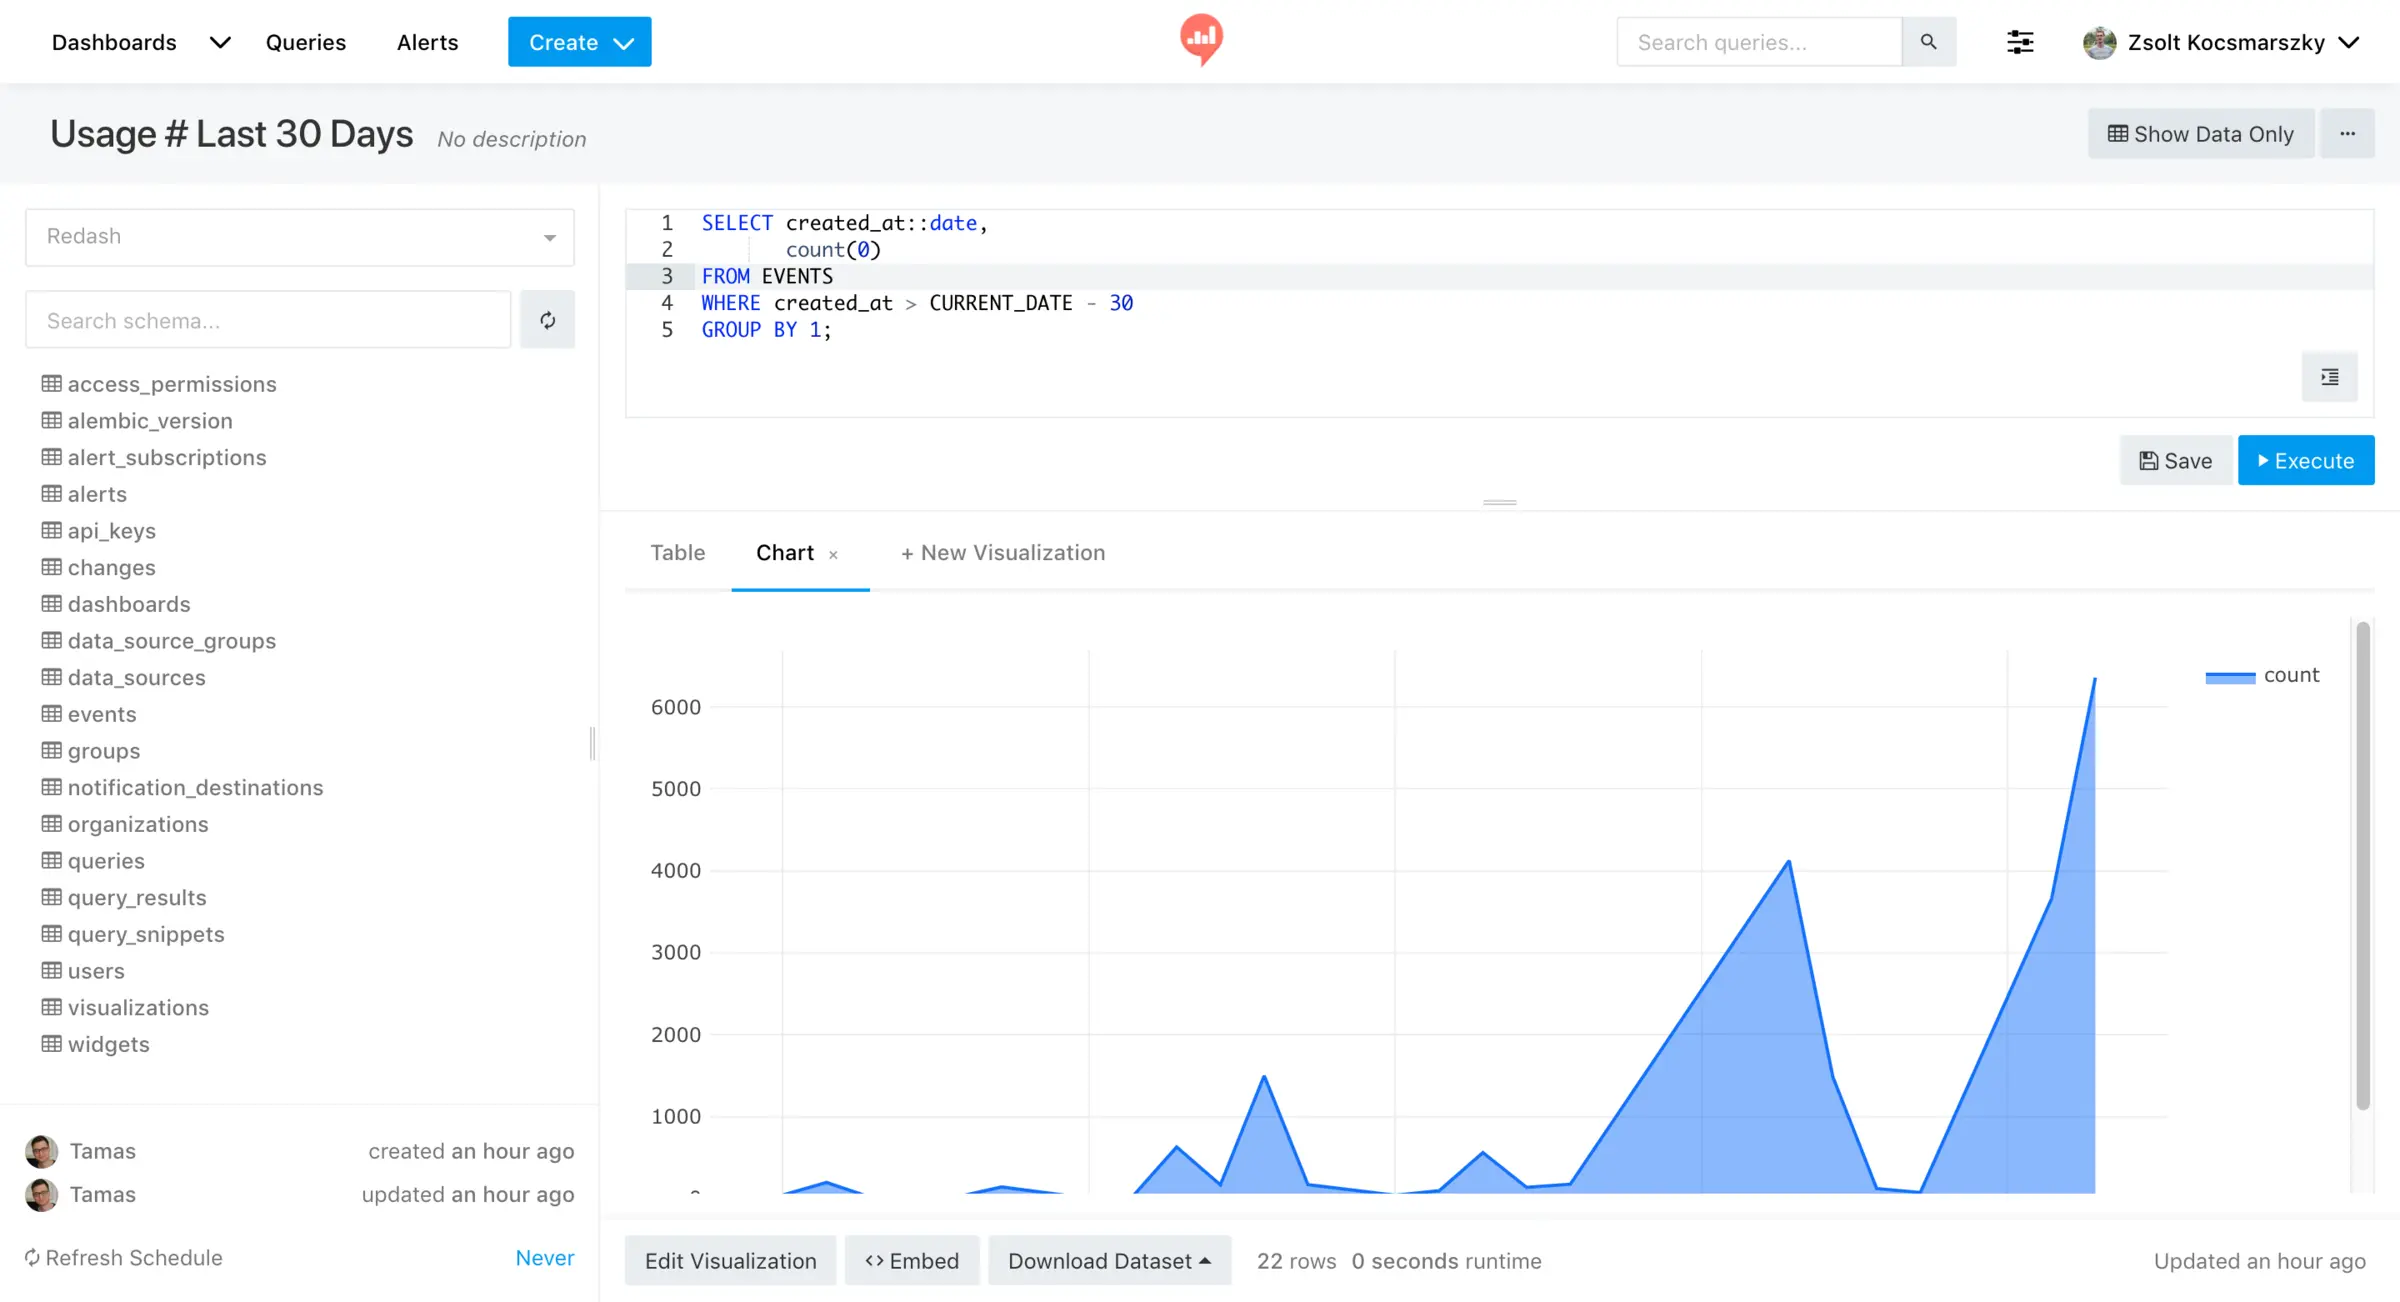 Dashboards Queries Alerts Create Search queries... Zsolt Kocsmarszky
Usage # Last 30 Days No description Show Data Only ...
Redash
Search schema...
access_permissions
alembic_version
alert_subscriptions
alerts
api_keys
changes
dashboards
data_source_groups
data_sources
events
groups
notification_destinations
organizations
queries
query_results
query_snippets
users
visualizations
widgets
Tamas created an hour ago
Tamas updated an hour ago
Refresh Schedule Never
1 SELECT created_at::date,
2 count(0)
3 FROM EVENTS
4 WHERE created_at > CURRENT_DATE - 30
5 GROUP BY 1;
Save Execute
Table Chart × + New Visualization
count
6000
5000
4000
3000
2000
1000
Edit Visualization <> Embed Download Dataset 22 rows 0 seconds runtime Updated an hour ago